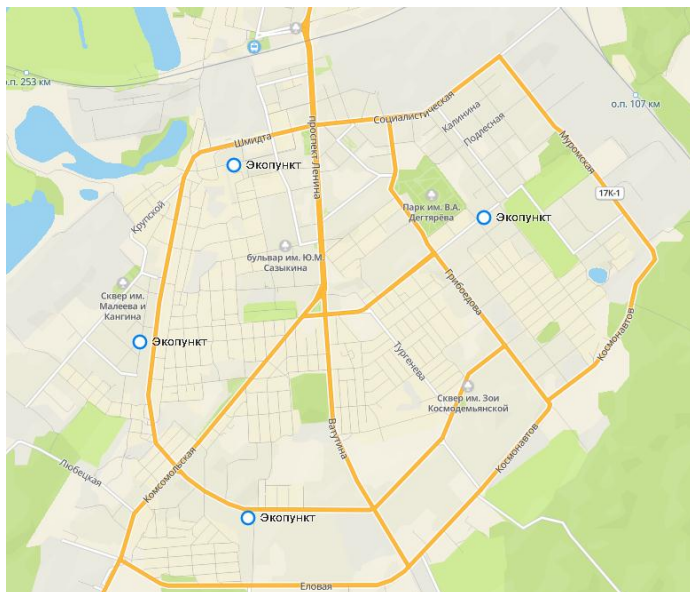 о.п. 253 км
о.п. 107 км
Социалистическая
проспект Ленина
Калинина
Шмидта
Подлесная
Муромская
Экопункт
17К-1
Парк им. В.А.
Дегтярёва
Экопункт
Крупской
бульвар им. Ю.М
Сазыкина
Грибоедова
Сквер им.
Малеева и
Кангина
Космонавтов
Экопункт
Тургенева
Сквер им. Зои
Космодемьянской
Ватутина
Космонавтов
Любецкая
Комсомольская
Экопункт
Еловая